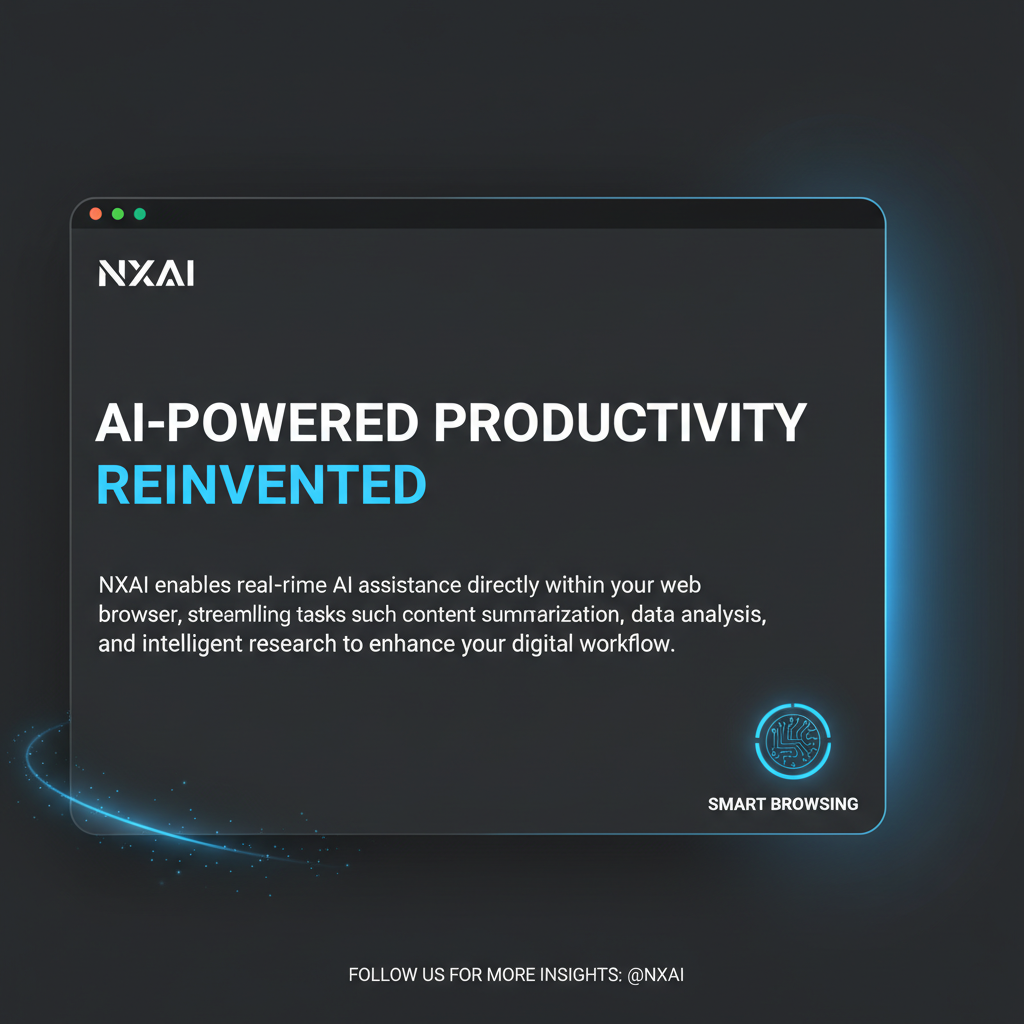 NXAI
AI-POWERED PRODUCTIVITY
REINVENTED
NXAI enables real-rime AI assistance directly within your web
browser, streamlling tasks such content sumrrarization, data analysis,
and intelligent research to enhance your digital workflow.
SMART BROWSING
FOLLOW US FOR MORE INSIGHTS: @NXAI